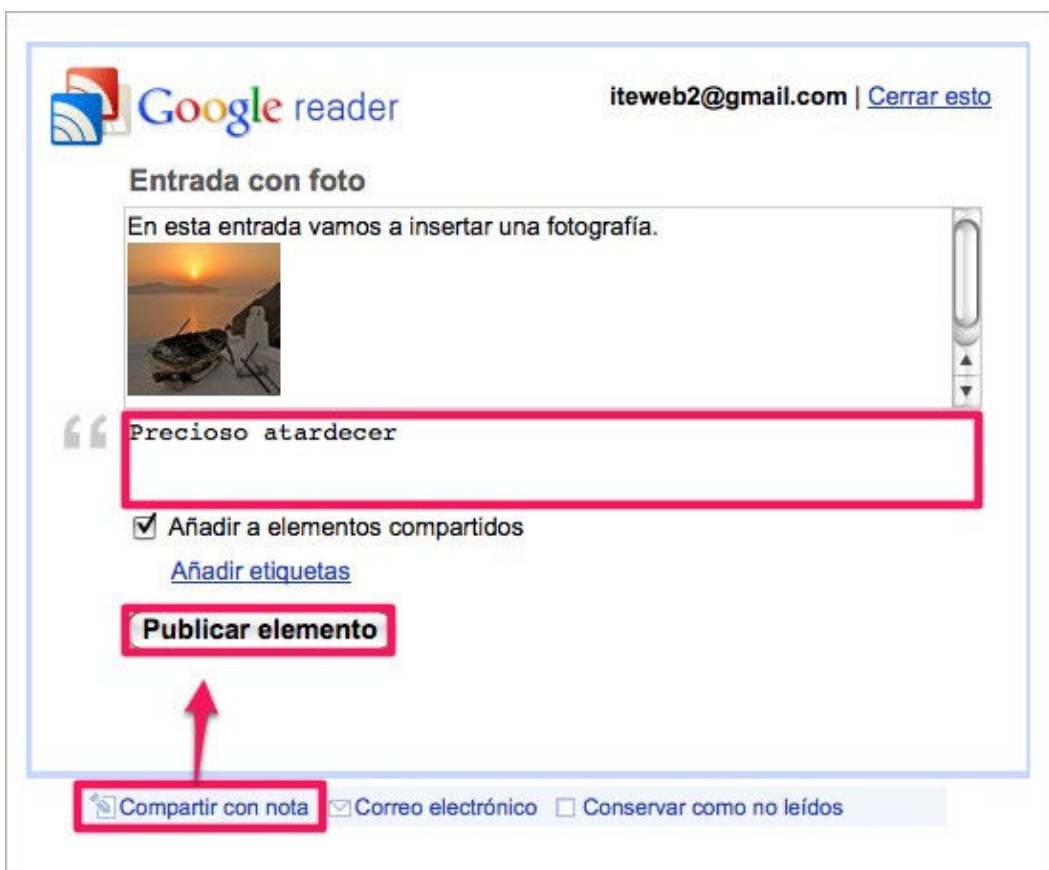 Google reader
iteweb2@gmail.com | Cerrar esto
Entrada con foto
En esta entrada vamos a insertar una fotografía.
Precioso atardecer
Añadir a elementos compartidos
Añadir etiquetas
Publicar elemento
Compartir con nota Correo electrónico Conservar como no leídos